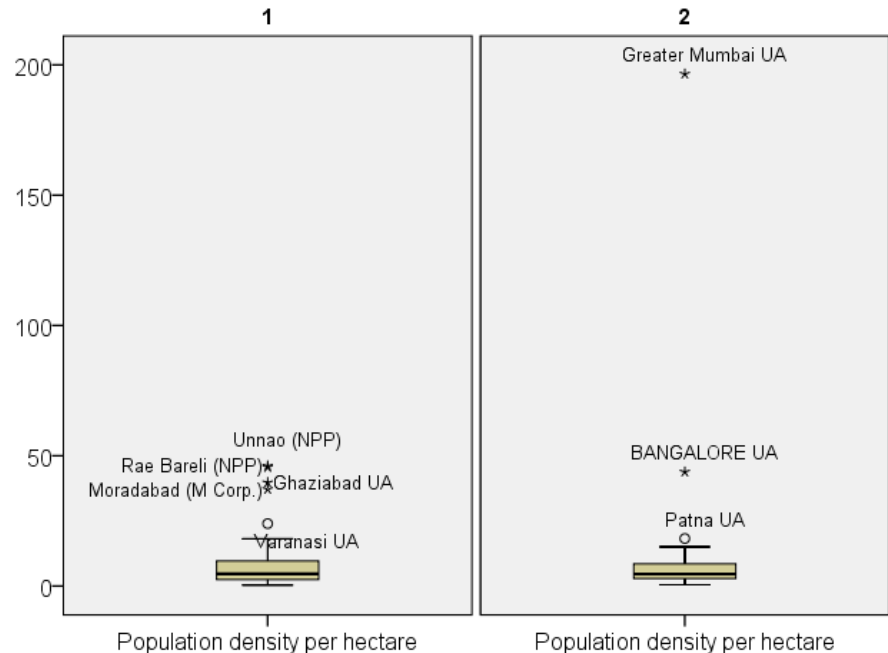 1
2
200
150
100
50
0
Unnao (NPP)
Rae Bareli (NPP)
Ghaziabad UA
Moradabad (M Corp.)
Varanasi UA
Greater Mumbai UA
BANGALORE UA
Patna UA
Population density per hectare
Population density per hectare